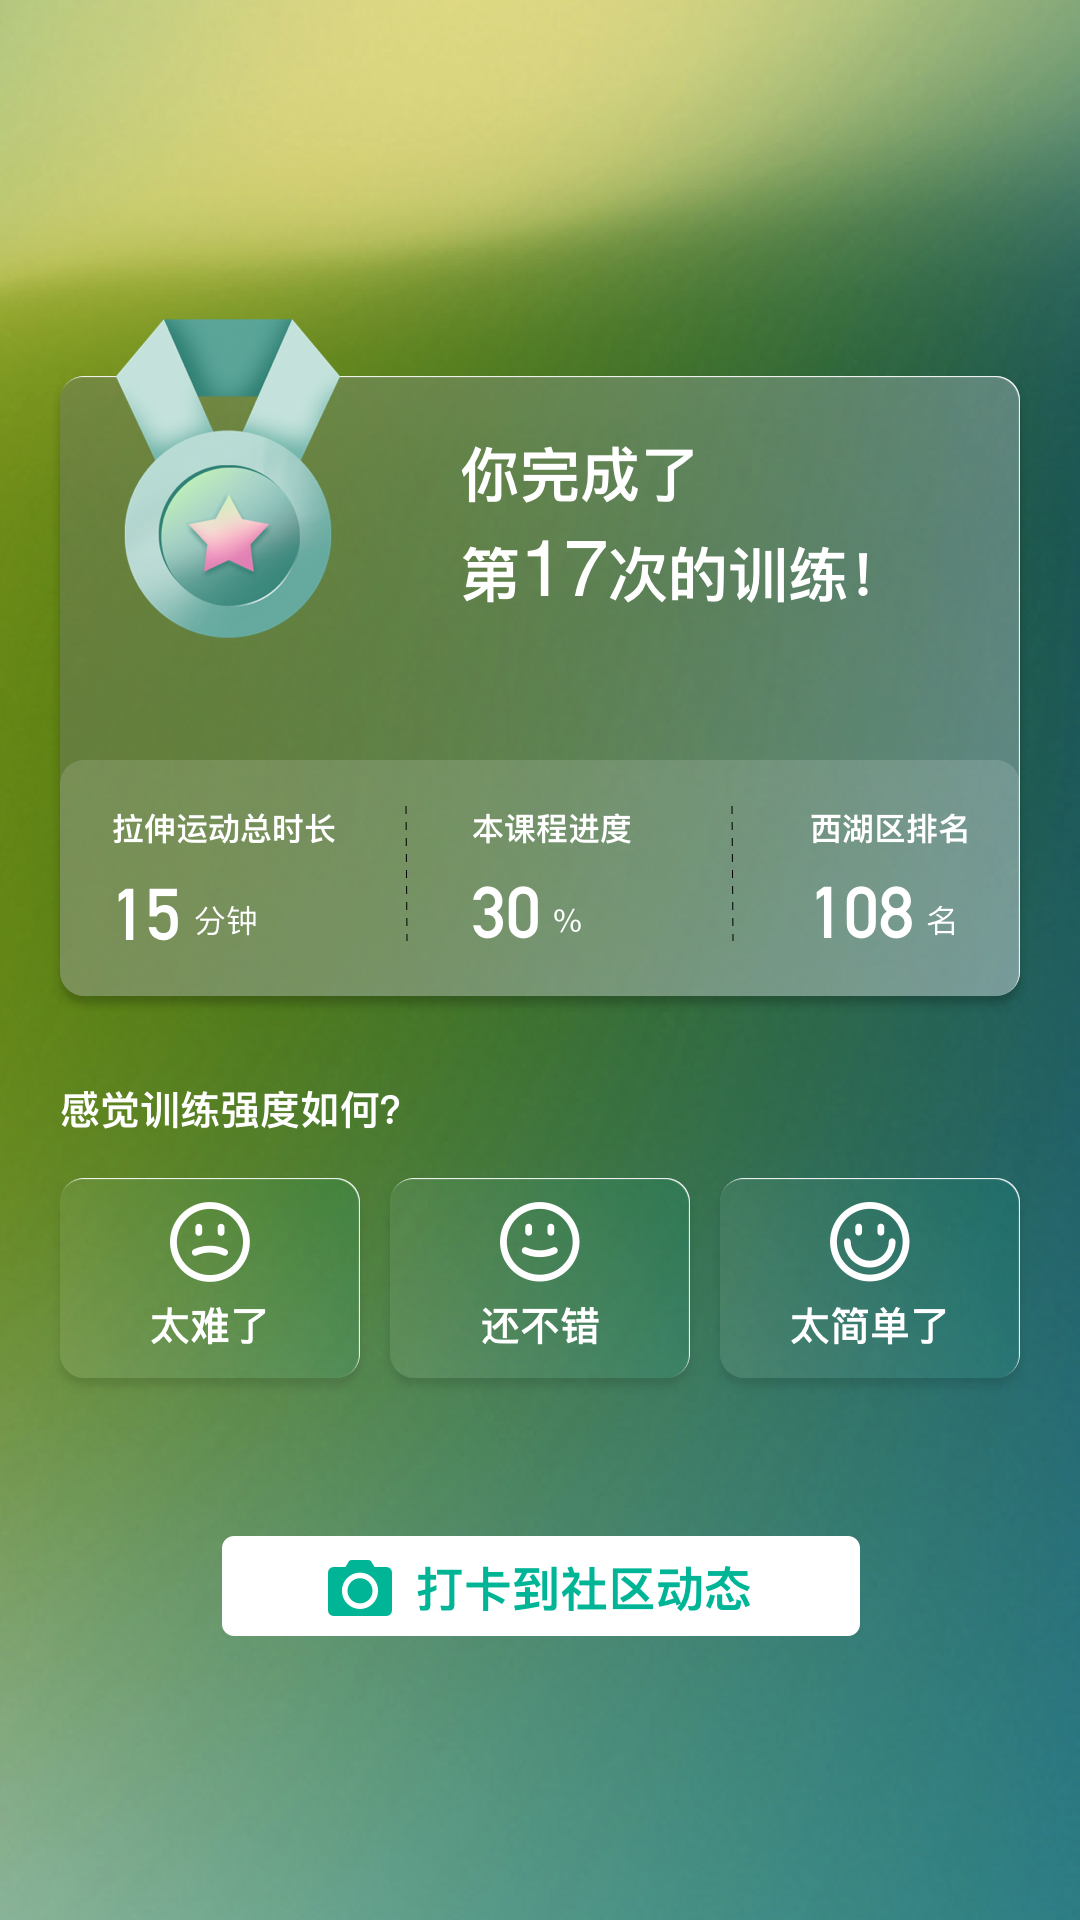 你完成了
第17次的训练！
拉伸运动总时长 本课程进度 西湖区排名
15 分钟 30 % 108 名
感觉训练强度如何?
太难了 还不错 太简单了
打卡到社区动态